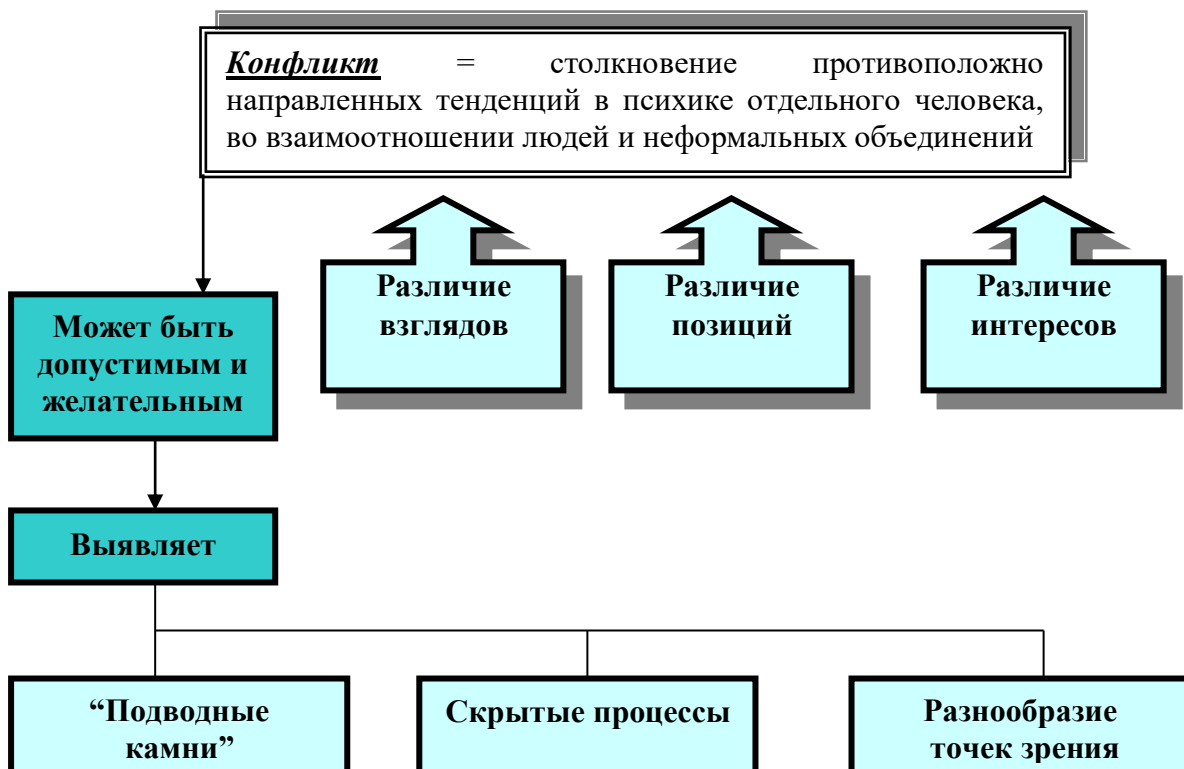 Конфликт = столкновение противоположно
направленных тенденций в психике отдельного человека,
во взаимоотношении людей и неформальных объединений
Различие
взглядов
Различие
позиций
Различие
интересов
Может быть
допустимым и
желательным
Выявляет
“Подводные
камни”
Скрытые процессы
Разнообразие
точек зрения